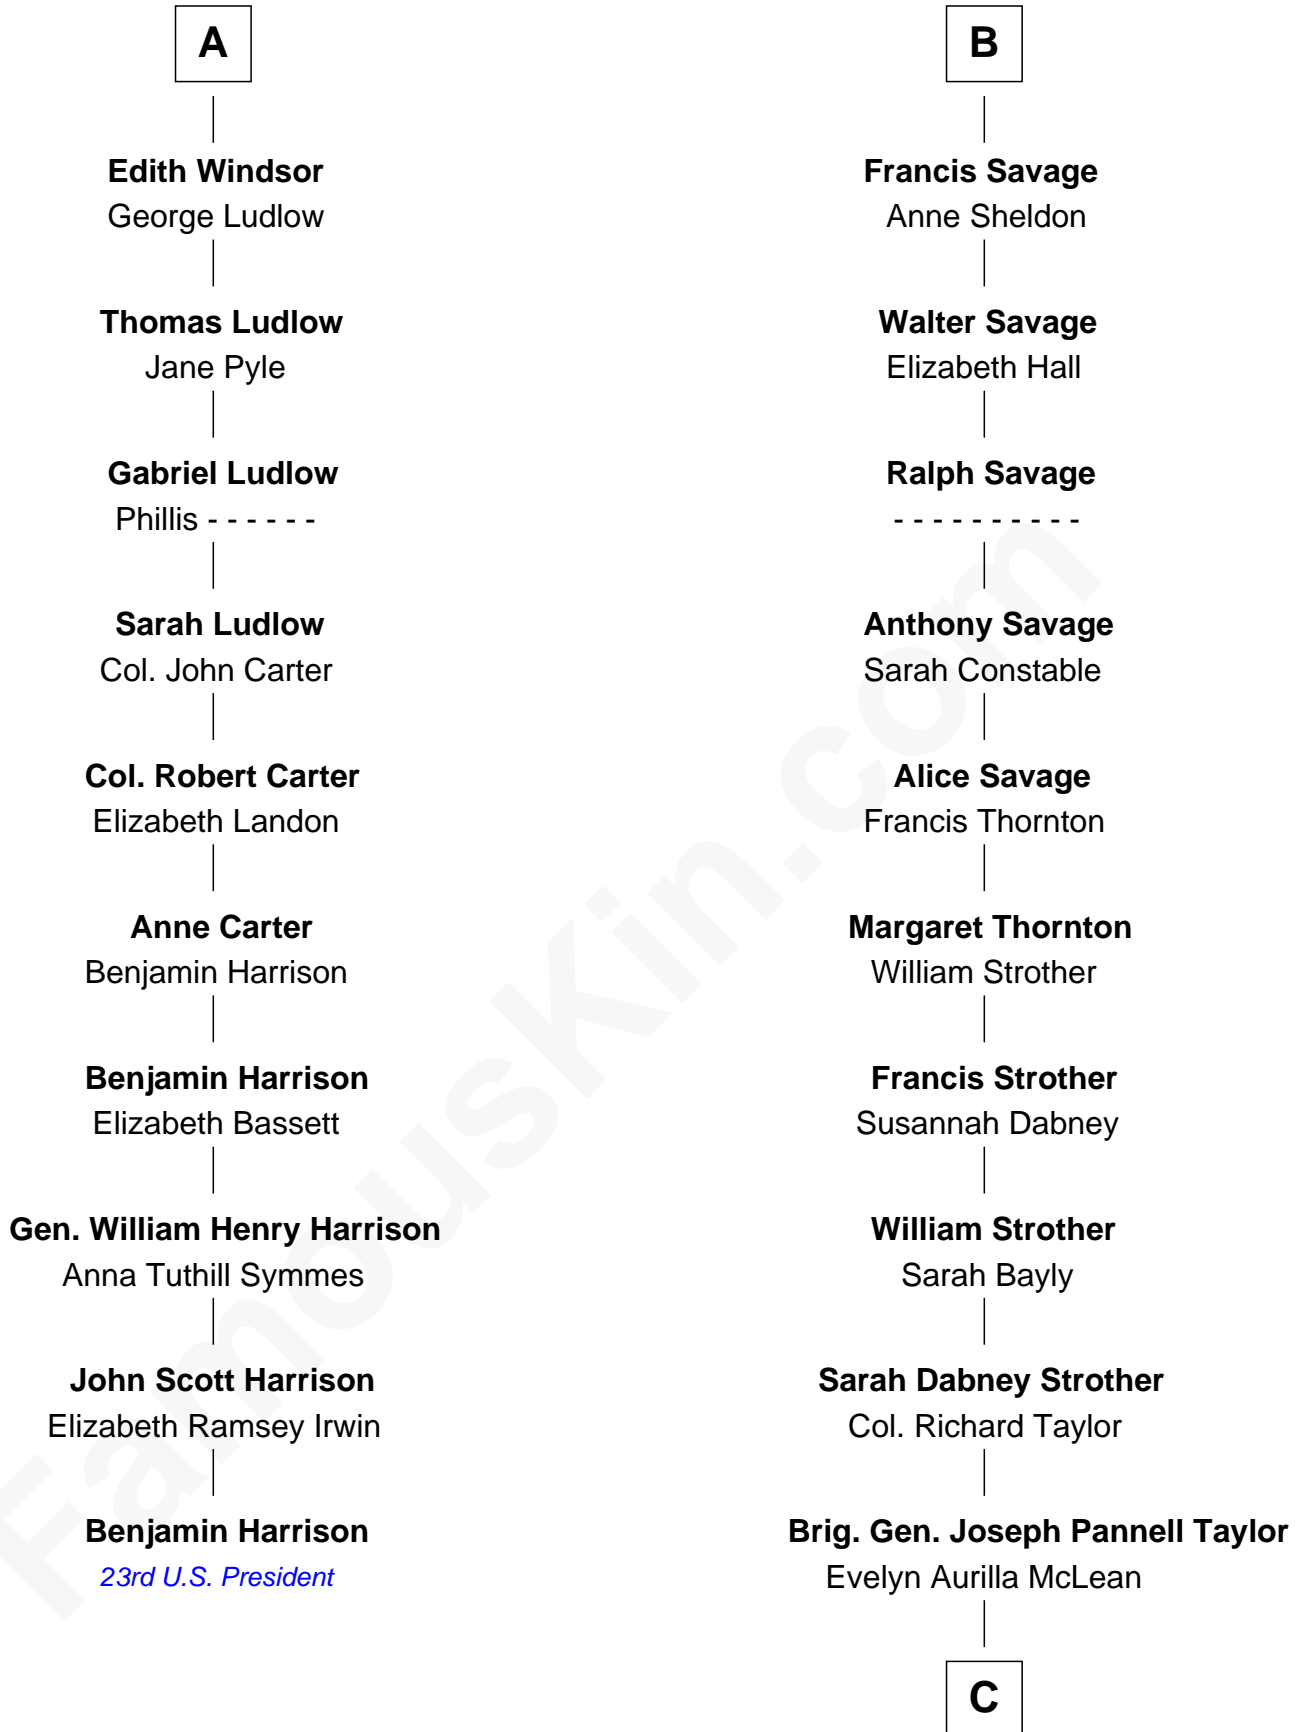 A
Edith Windsor
George Ludlow
Thomas Ludlow
Jane Pyle
Gabriel Ludlow
Phillis - - - - - -
Sarah Ludlow
Col. John Carter
Col. Robert Carter
Elizabeth Landon
Anne Carter
Benjamin Harrison
Benjamin Harrison
Elizabeth Bassett
Gen. William Henry Harrison
Anna Tuthill Symmes
John Scott Harrison
Elizabeth Ramsey Irwin
Benjamin Harrison
23rd U.S. President
B
Francis Savage
Anne Sheldon
Walter Savage
Elizabeth Hall
Ralph Savage
- - - - - - - - - -
Anthony Savage
Sarah Constable
Alice Savage
Francis Thornton
Margaret Thornton
William Strother
Francis Strother
Susannah Dabney
William Strother
Sarah Bayly
Sarah Dabney Strother
Col. Richard Taylor
Brig. Gen. Joseph Pannell Taylor
Evelyn Aurilla McLean
C
FamousKin.com